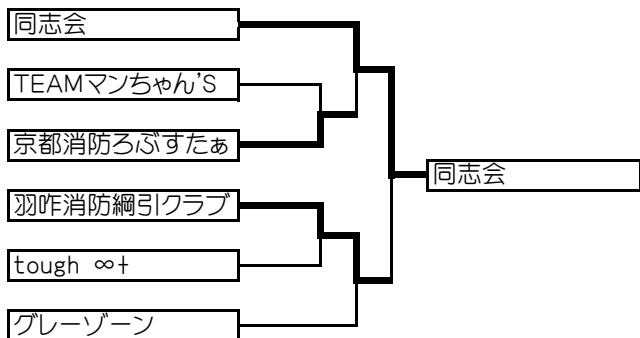 同志会
TEAMマンちゃん'S
京都消防ろぶすたぁ
同志会
羽咋消防綱引クラブ
tough ∞+
グレーゾーン